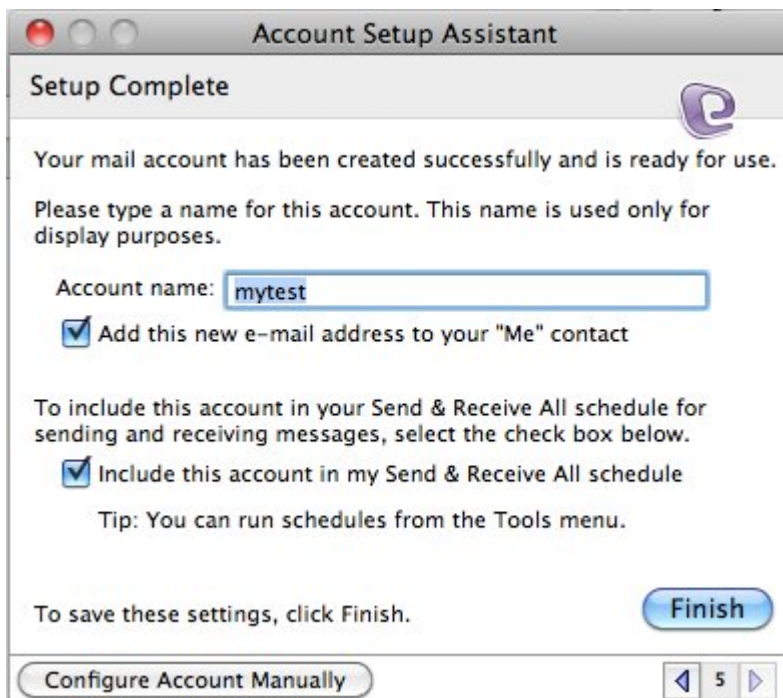 Account Setup Assistant
Setup Complete
Your mail account has been created successfully and is ready for use.
Please type a name for this account. This name is used only for
display purposes.
Account name: mytest
Add this new e-mail address to your "Me" contact
To include this account in your Send & Receive All schedule for
sending and receiving messages, select the check box below.
Include this account in my Send & Receive All schedule
Tip: You can run schedules from the Tools menu.
To save these settings, click Finish. Finish
Configure Account Manually 5